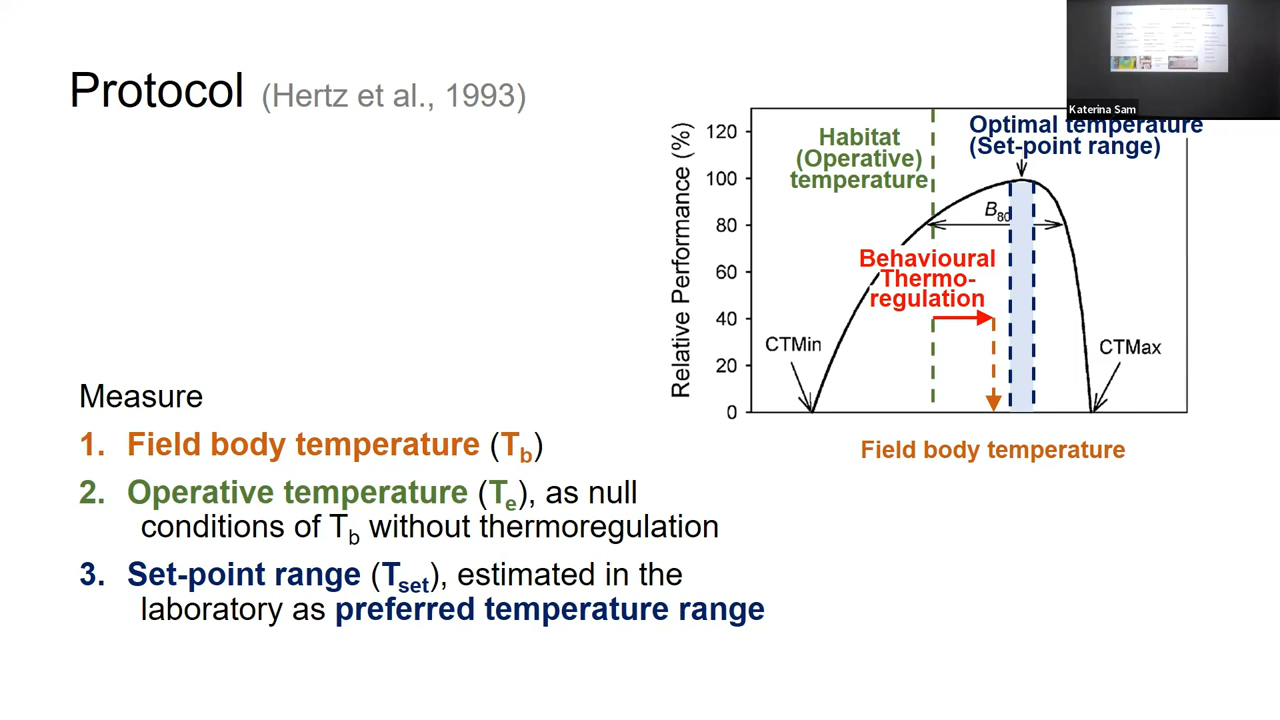 Protocol (Hertz et al., 1993)
Katerina Sam
Relative Performance (%)
120
100
80
60
40
20
0
Habitat
(Operative)
temperature
Optimal temperature
(Set-point range)
B80
Behavioural
Thermo-
regulation
CTMin
CTMax
Field body temperature
Measure
1. Field body temperature (Tb)
2. Operative temperature (Te), as null
conditions of Tb without thermoregulation
3. Set-point range (Tset), estimated in the
laboratory as preferred temperature range